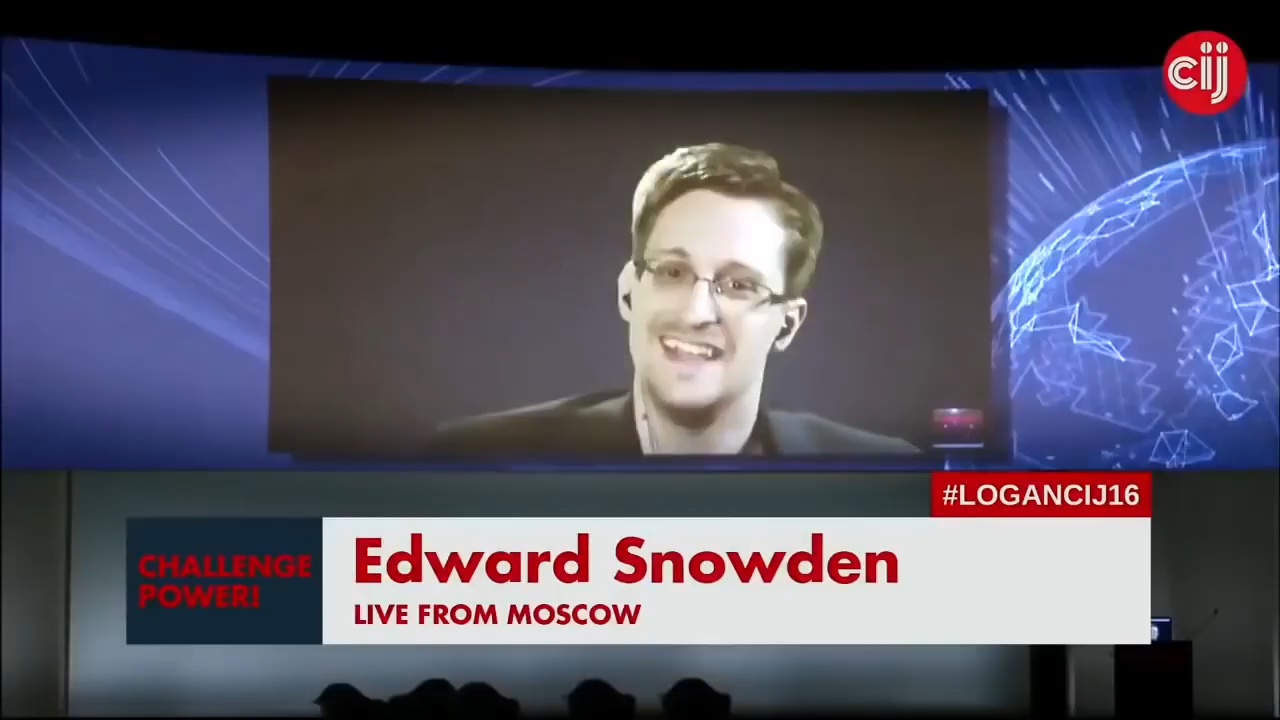 cij
#LOGANCIJ16
CHALLENGE
POWER!
Edward Snowden
LIVE FROM MOSCOW